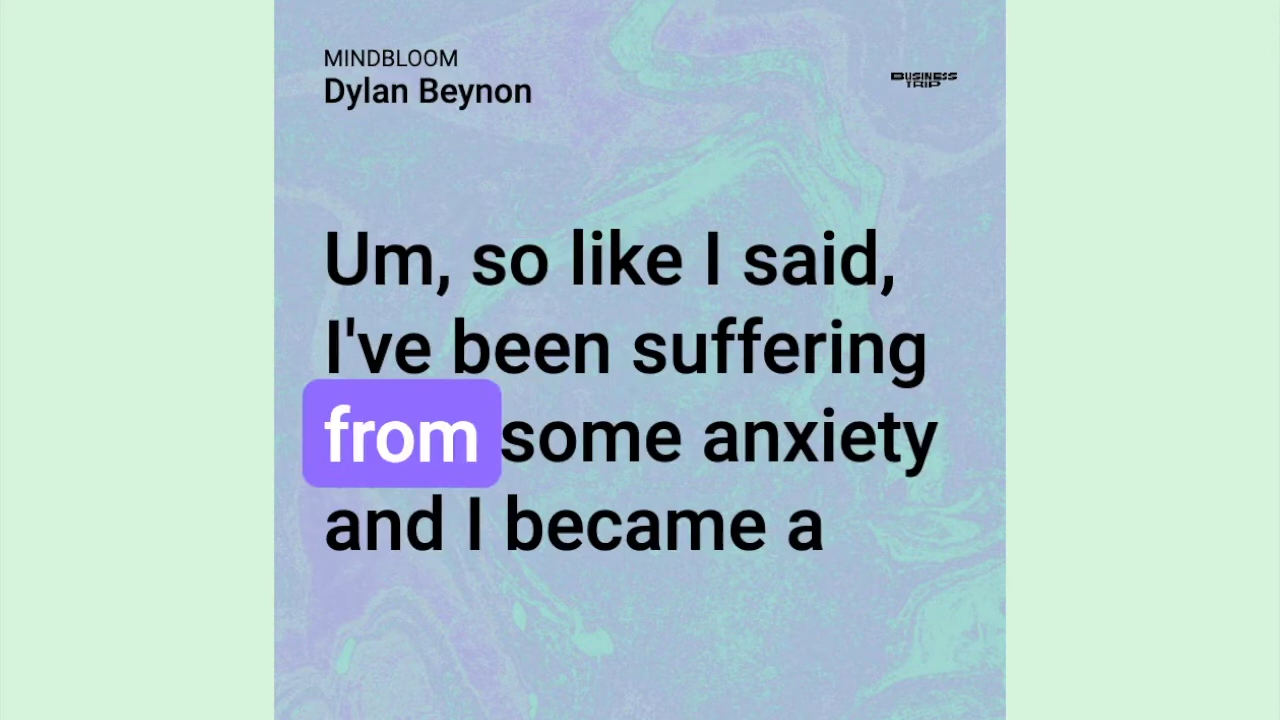 MINDBLOOM
Dylan Beynon
BUSINESS
TRIP
Um, so like I said,
I've been suffering
from some anxiety
and I became a